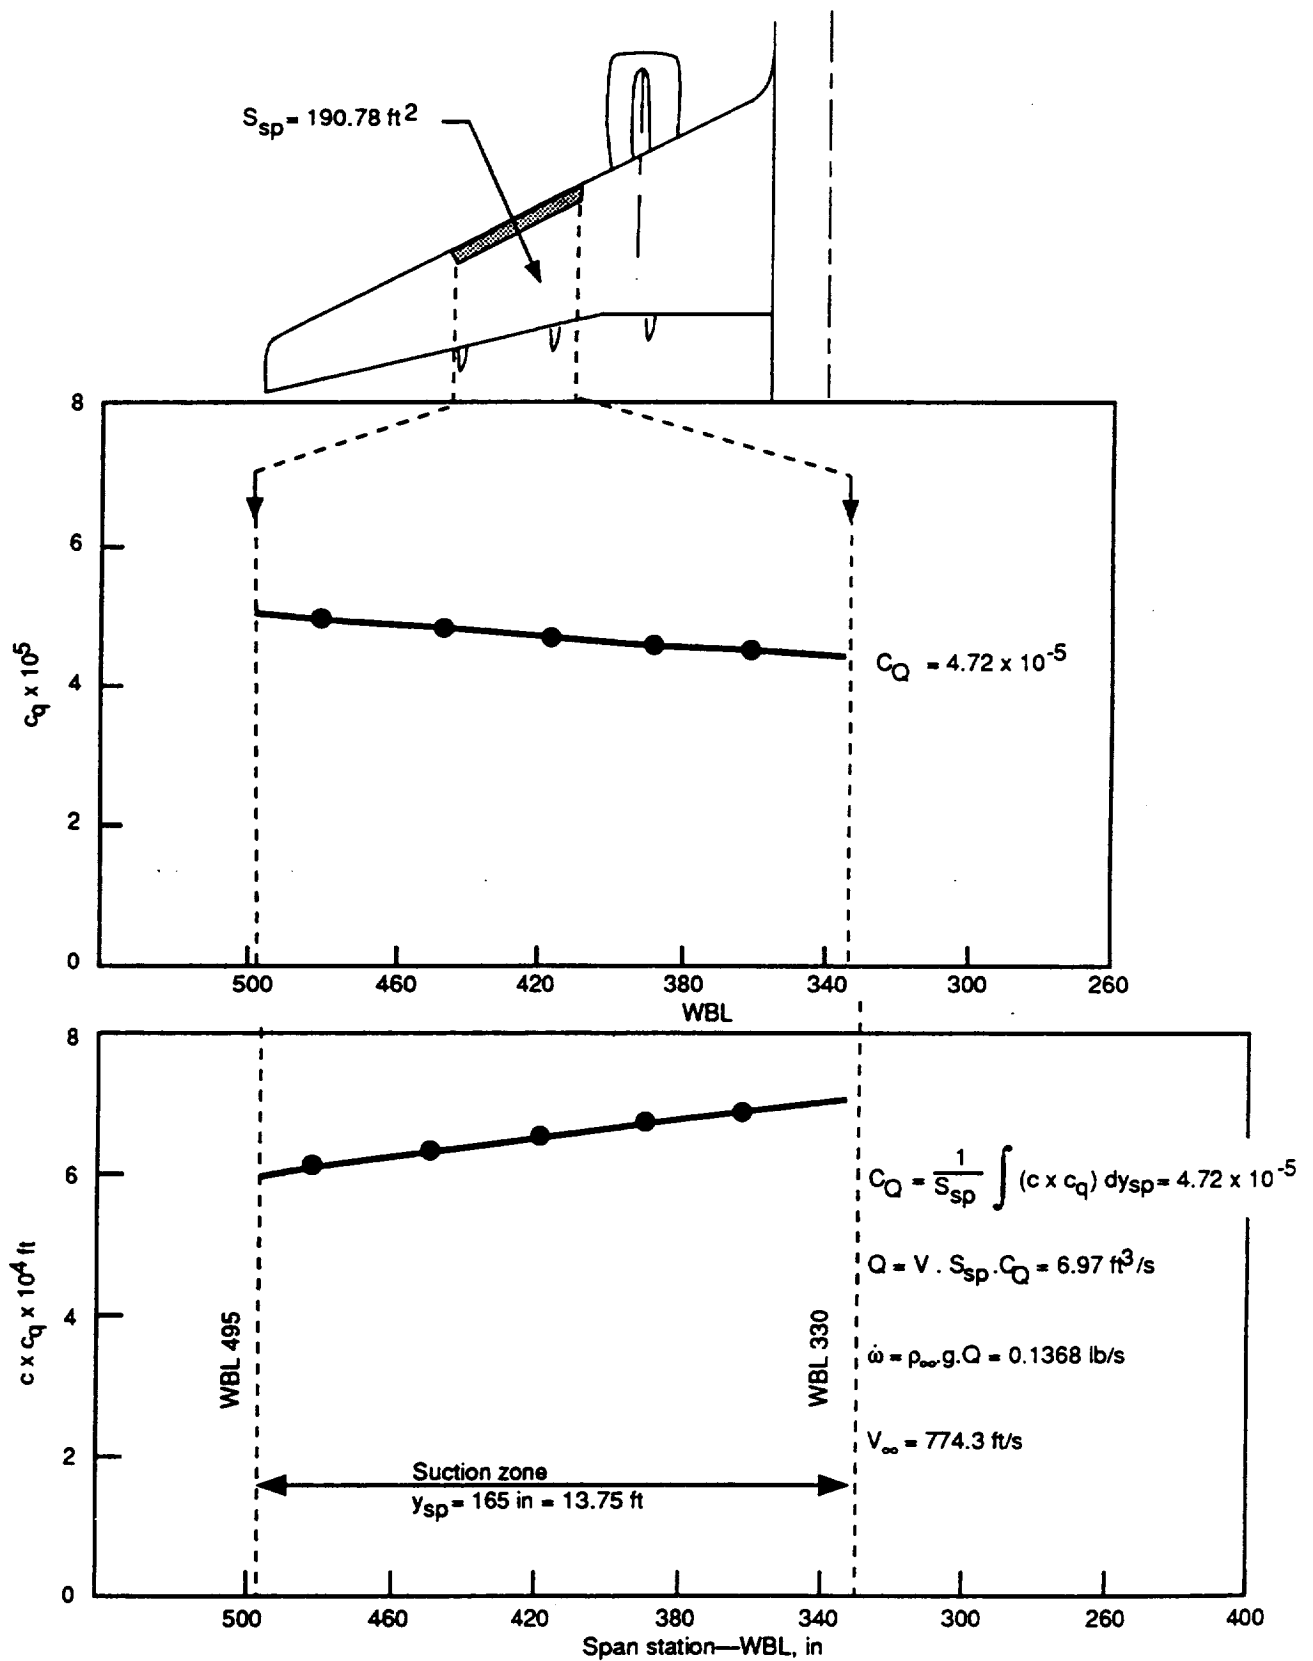 S_sp = 190.78 ft²
8
6
4
2
0
c_q x 10⁵
C_Q = 4.72 x 10⁻⁵
500 460 420 380 340 300 260
WBL
8
6
4
2
0
c x c_q x 10⁴ ft
WBL 495
WBL 330
C_Q = 1/S_sp ∫ (c x c_q) dy_sp = 4.72 x 10⁻⁵
Q = V . S_sp . C_Q = 6.97 ft³/s
ω̇ = ρ_∞.g.Q = 0.1368 lb/s
V_∞ = 774.3 ft/s
Suction zone
y_sp = 165 in = 13.75 ft
500 460 420 380 340 300 260 400
Span station—WBL, in